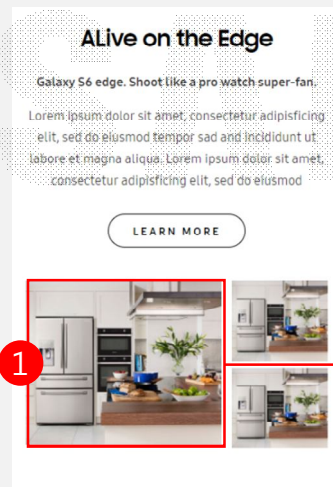 ALive on the Edge
Galaxy S6 edge. Shoot like a pro watch super-fan.
Lorem ipsum dolor sit amet, consectetur adipisficing
elit, sed do eiusmod tempor sad and incididunt ut
labore et magna aliqua. Lorem ipsum dolor sit amet,
consectetur adipisficing elit, sed do eiusmod
LEARN MORE
1